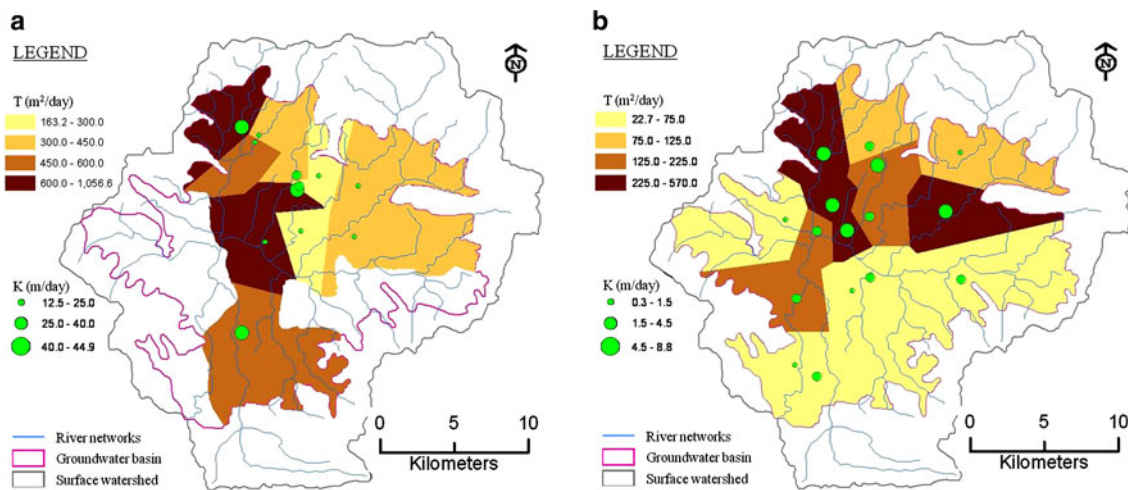 a
LEGEND
N
T (m²/day)
163.2 - 300.0
300.0 - 450.0
450.0 - 600.0
600.0 - 1,056.6
K (m/day)
12.5 - 25.0
25.0 - 40.0
40.0 - 44.9
River networks
Groundwater basin
Surface watershed
0 5 10
Kilometers
b
LEGEND
N
T (m²/day)
22.7 - 75.0
75.0 - 125.0
125.0 - 225.0
225.0 - 570.0
K (m/day)
0.3 - 1.5
1.5 - 4.5
4.5 - 8.8
River networks
Groundwater basin
Surface watershed
0 5 10
Kilometers